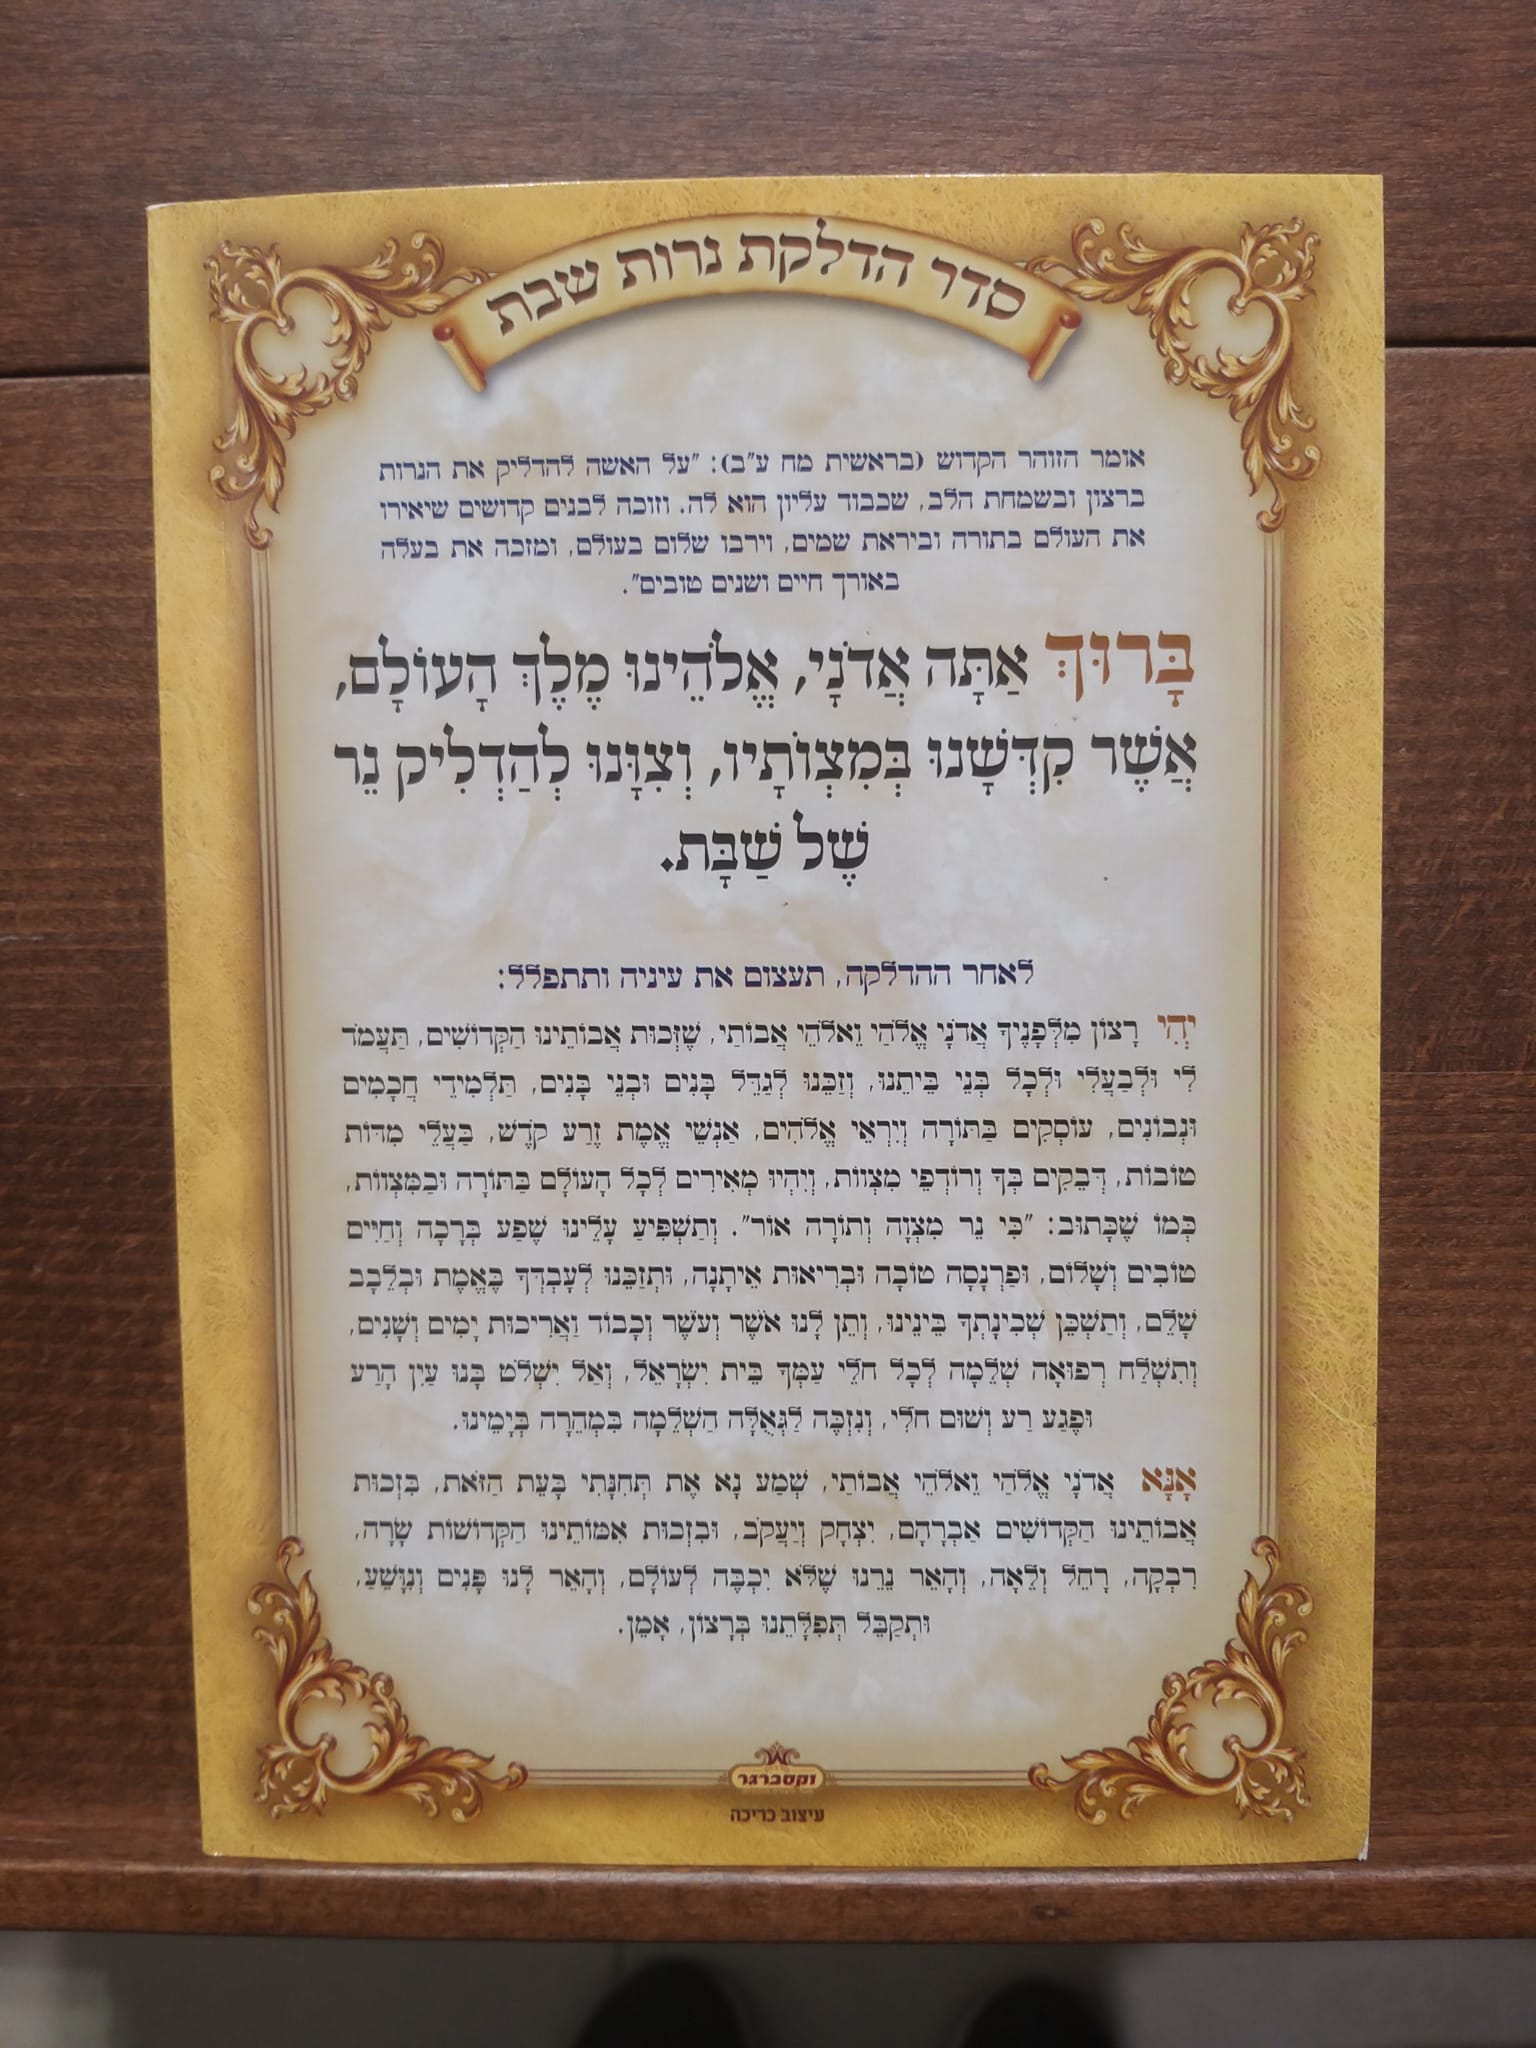 סדר הדלקת נרות שבת
אומר הזוהר הקדוש (בראשית מח ע"ב): "על האשה להדליק את הנרות
ברצון ובשמחת הלב, שכבוד עליון הוא לה. וזוכה לבנים קדושים שיאירו
את העולם בתורה וביראת שמים, וירבו שלום בעולם, ומזכה את בעלה
באורך חיים ושנים טובים".
בָּרוּךְ אַתָּה אֲדֹנָי, אֱלֹהֵינוּ מֶלֶךְ הָעוֹלָם,
אֲשֶׁר קִדְּשָׁנוּ בְּמִצְוֹתָיו, וְצִוָּנוּ לְהַדְלִיק נֵר
שֶׁל שַׁבָּת.
לאחר ההדלקה, תעצום את עיניה ותתפלל:
יְהִי רָצוֹן מִלְּפָנֶיךָ אֲדֹנָי אֱלֹהַי וֵאלֹהֵי אֲבוֹתַי, שֶׁזְּכוּת אֲבוֹתֵינוּ הַקְּדוֹשִׁים, תַּעֲמֹד
לִי וּלְבַעֲלִי וּלְכָל בְּנֵי בֵּיתֵנוּ, וְזַכֵּנוּ לְגַדֵּל בָּנִים וּבְנֵי בָּנִים, תַּלְמִידֵי חֲכָמִים
וּנְבוֹנִים, עוֹסְקִים בַּתּוֹרָה וְיִרְאֵי אֱלֹהִים, אַנְשֵׁי אֱמֶת זֶרַע קֹדֶשׁ, בַּעֲלֵי מִדּוֹת
טוֹבוֹת, דְּבֵקִים בְּךָ וְרוֹדְפֵי מִצְווֹת, וְיִהְיוּ מְאִירִים לְכָל הָעוֹלָם בַּתּוֹרָה וּבַמִּצְווֹת,
כְּמוֹ שֶׁכָּתוּב: "כִּי נֵר מִצְוָה וְתוֹרָה אוֹר". וְתַשְׁפִּיעַ עָלֵינוּ שֶׁפַע בְּרָכָה וְחַיִּים
טוֹבִים וְשָׁלוֹם, וּפַרְנָסָה טוֹבָה וּבְרִיאוּת אֵיתָנָה, וּתְזַכֵּנוּ לְעָבְדְךָ בֶּאֱמֶת וּבְלֵבָב
שָׁלֵם, וְתַשְׁכֵּן שְׁכִינָתְךָ בֵּינֵינוּ, וְתֵן לָנוּ אֹשֶׁר וְעֹשֶׁר וְכָבוֹד וַאֲרִיכוּת יָמִים וְשָׁנִים,
וְתִשְׁלַח רְפוּאָה שְׁלֵמָה לְכָל חֹלֵי עַמְּךָ בֵּית יִשְׂרָאֵל, וְאַל יִשְׁלֹט בָּנוּ עַיִן הָרַע
וּפֶגַע רַע וְשׁוּם חֹלִי, וְנִזְכֶּה לַגְּאֻלָּה הַשְּׁלֵמָה בִּמְהֵרָה בְּיָמֵינוּ.
אָנָּא אֲדֹנָי אֱלֹהַי וֵאלֹהֵי אֲבוֹתַי, שְׁמַע נָא אֶת תְּחִנָּתִי בָּעֵת הַזֹּאת, בִּזְכוּת
אֲבוֹתֵינוּ הַקְּדוֹשִׁים אַבְרָהָם, יִצְחָק וְיַעֲקֹב, וּבִזְכוּת אִמּוֹתֵינוּ הַקְּדוֹשׁוֹת שָׂרָה,
רִבְקָה, רָחֵל וְלֵאָה, וְהָאֵר נֵרֵנוּ שֶׁלֹּא יִכְבֶּה לְעוֹלָם, וְהָאֵר לָנוּ פָּנִים וְנִוָּשֵׁעַ,
וּתְקַבֵּל תְּפִלָּתֵנוּ בְּרָצוֹן, אָמֵן.
וקסברגר
עיצוב כריכה